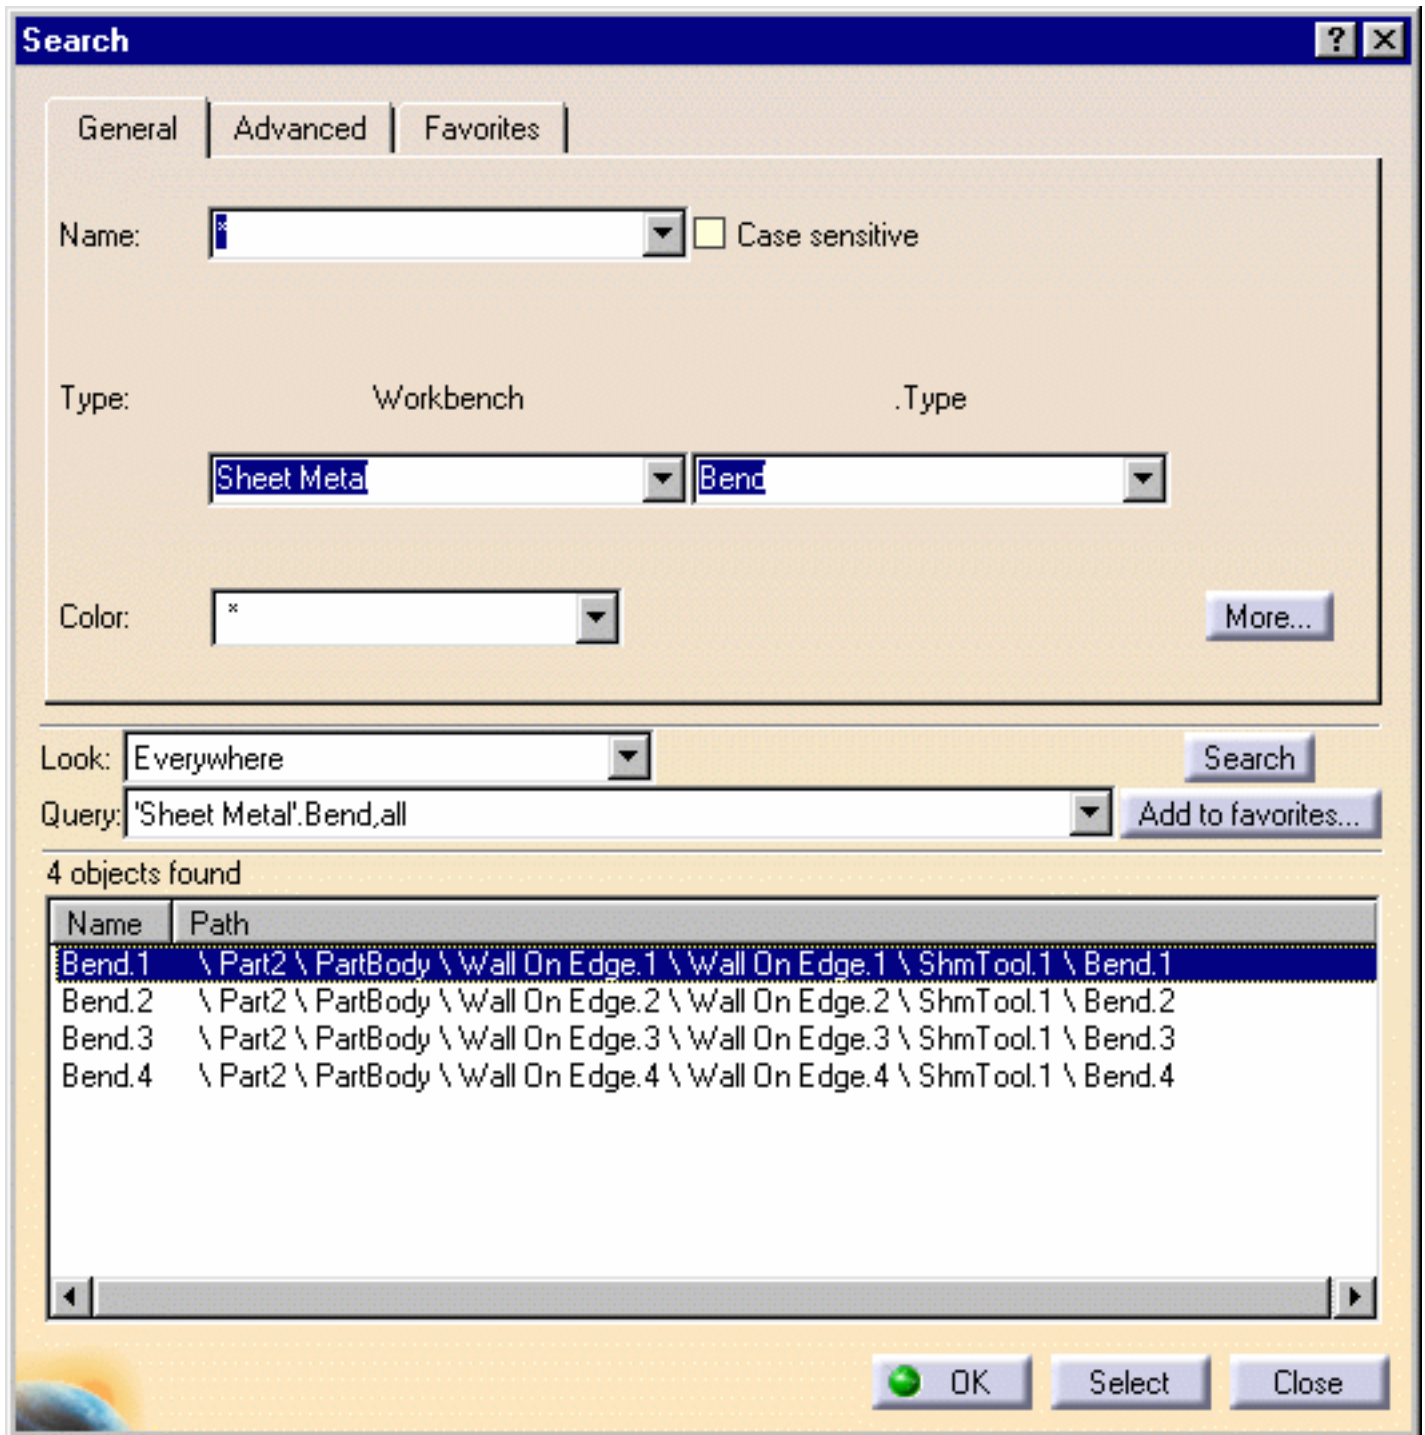 Search
General Advanced Favorites
Name: * Case sensitive
Type: Workbench .Type
Sheet Metal Bend
Color: * More...
Look: Everywhere Search
Query: 'Sheet Metal'.Bend,all Add to favorites...
4 objects found
Name Path
Bend.1 \ Part2 \ PartBody \ Wall On Edge.1 \ Wall On Edge.1 \ ShmTool.1 \ Bend.1
Bend.2 \ Part2 \ PartBody \ Wall On Edge.2 \ Wall On Edge.2 \ ShmTool.1 \ Bend.2
Bend.3 \ Part2 \ PartBody \ Wall On Edge.3 \ Wall On Edge.3 \ ShmTool.1 \ Bend.3
Bend.4 \ Part2 \ PartBody \ Wall On Edge.4 \ Wall On Edge.4 \ ShmTool.1 \ Bend.4
OK Select Close